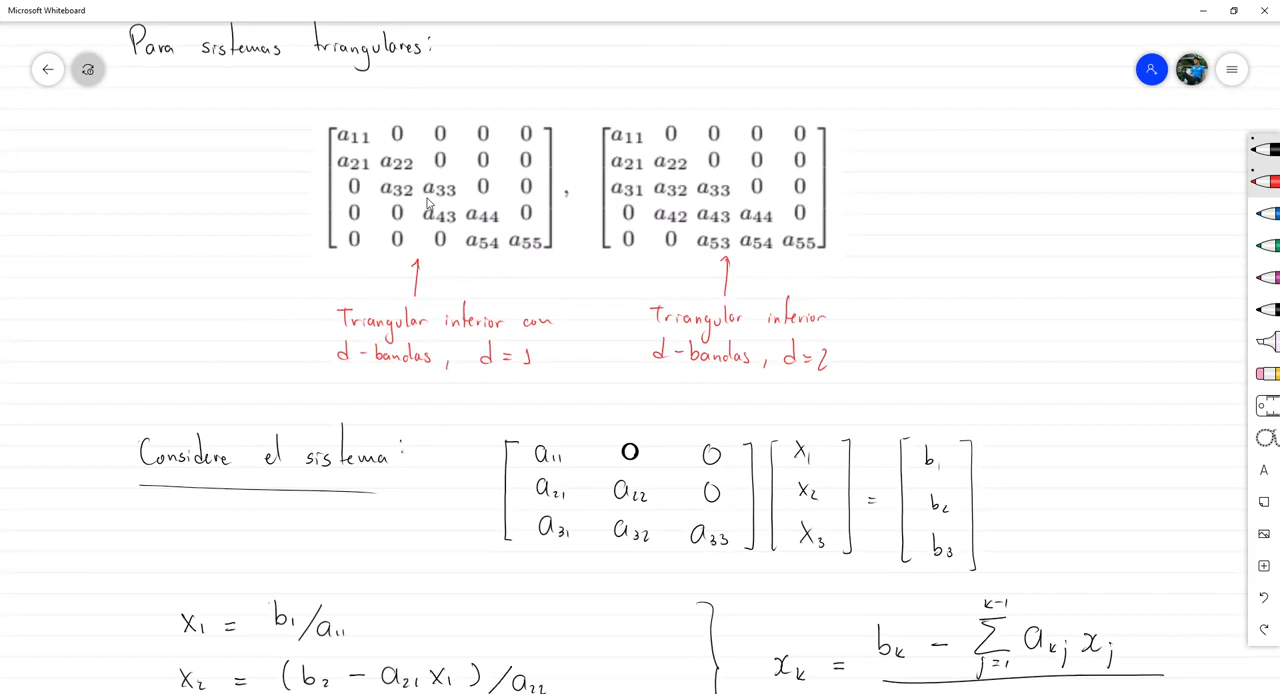 Microsoft Whiteboard
Para sistemas triangulares:
a11 0 0 0 0
a21 a22 0 0 0
0 a32 a33 0 0
0 0 a43 a44 0
0 0 0 a54 a55
,
a11 0 0 0 0
a21 a22 0 0 0
a31 a32 a33 0 0
0 a42 a43 a44 0
0 0 a53 a54 a55
Triangular inferior con
d-bandas, d=1
Triangular inferior
d-bandas, d=2
Considere el sistema:
[a11 0 0] [x1] = [b1]
[a21 a22 0] [x2] = [b2]
[a31 a32 a33] [x3] = [b3]
x1 = b1/a11
x2 = (b2 - a21 x1)/a22
xk = bk - ∑_{j=1}^{k-1} akj xj
A